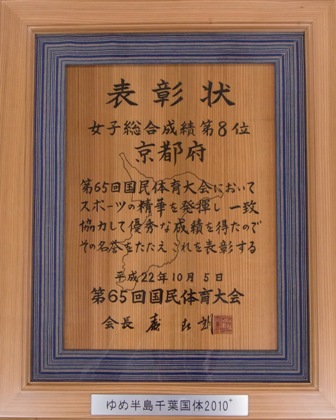 表彰状
女子総合成績第8位
京都府
第65回国民体育大会において
スポーツの精華を発揮し一致
協力して優秀な成績を得たので
その名誉をたたえこれを表彰する
平成22年10月5日
第65回国民体育大会
会長
ゆめ半島千葉国体2010